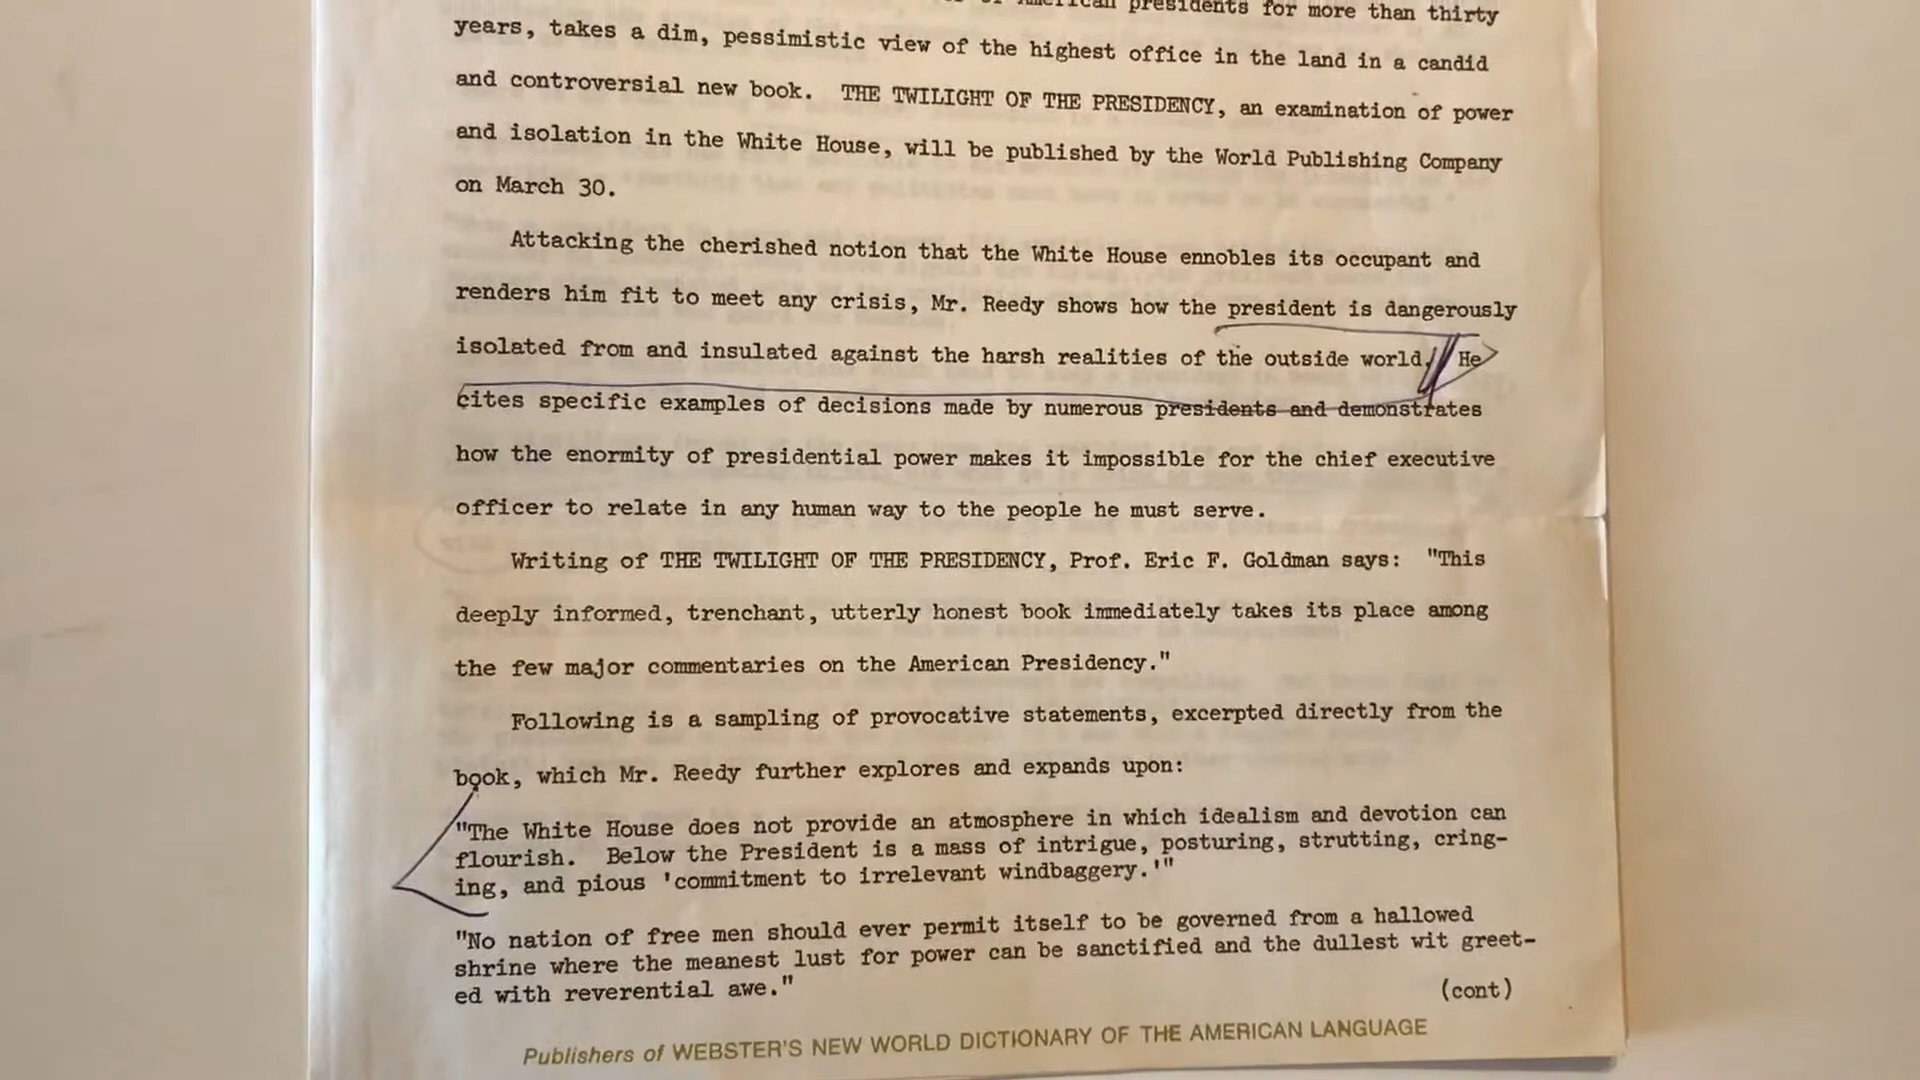 American presidents for more than thirty
years, takes a dim, pessimistic view of the highest office in the land in a candid
and controversial new book. THE TWILIGHT OF THE PRESIDENCY, an examination of power
and isolation in the White House, will be published by the World Publishing Company
on March 30.
Attacking the cherished notion that the White House ennobles its occupant and
renders him fit to meet any crisis, Mr. Reedy shows how the president is dangerously
isolated from and insulated against the harsh realities of the outside world. He
cites specific examples of decisions made by numerous presidents and demonstrates
how the enormity of presidential power makes it impossible for the chief executive
officer to relate in any human way to the people he must serve.
Writing of THE TWILIGHT OF THE PRESIDENCY, Prof. Eric F. Goldman says: "This
deeply informed, trenchant, utterly honest book immediately takes its place among
the few major commentaries on the American Presidency."
Following is a sampling of provocative statements, excerpted directly from the
book, which Mr. Reedy further explores and expands upon:
"The White House does not provide an atmosphere in which idealism and devotion can
flourish. Below the President is a mass of intrigue, posturing, strutting, cring-
ing, and pious 'commitment to irrelevant windbaggery.'"
"No nation of free men should ever permit itself to be governed from a hallowed
shrine where the meanest lust for power can be sanctified and the dullest wit greet-
ed with reverential awe."
(cont)
Publishers of WEBSTER'S NEW WORLD DICTIONARY OF THE AMERICAN LANGUAGE